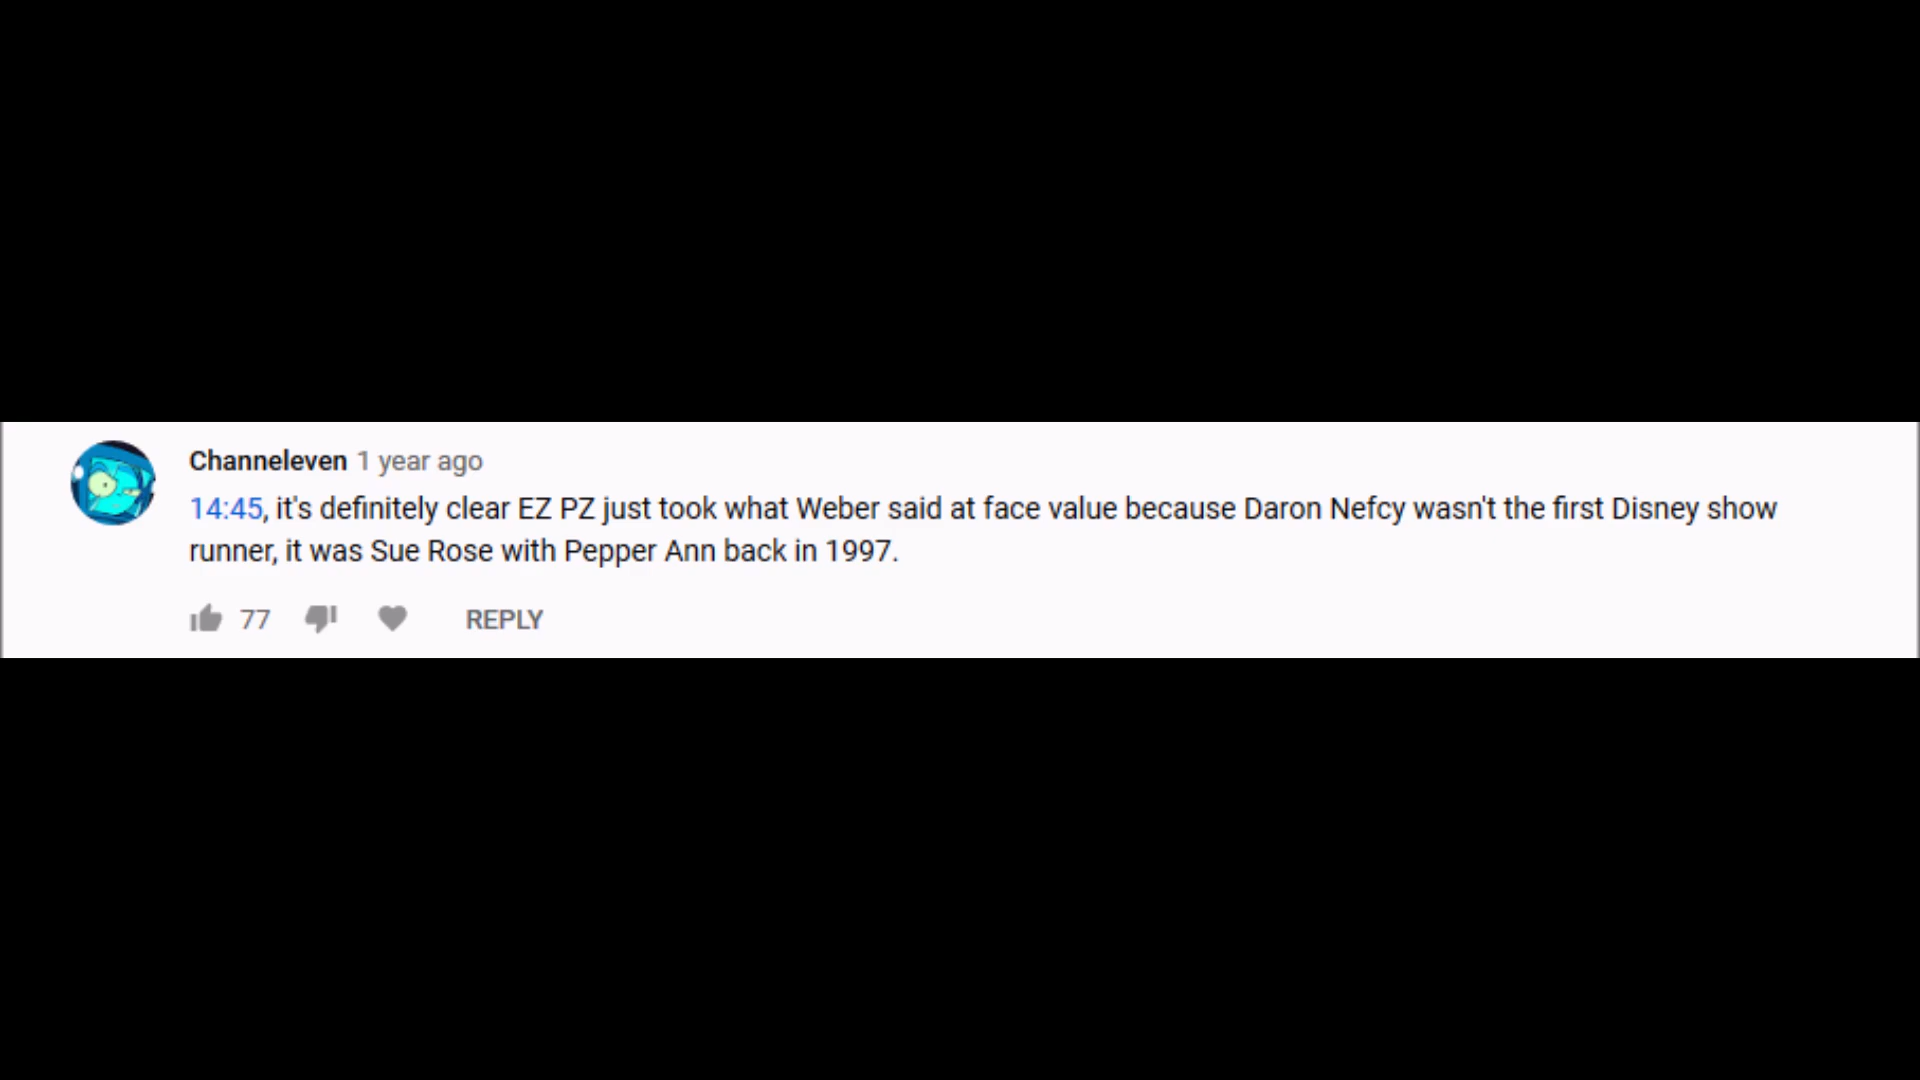 Channeleven 1 year ago
14:45, it's definitely clear EZ PZ just took what Weber said at face value because Daron Nefcy wasn't the first Disney show
runner, it was Sue Rose with Pepper Ann back in 1997.
77 REPLY